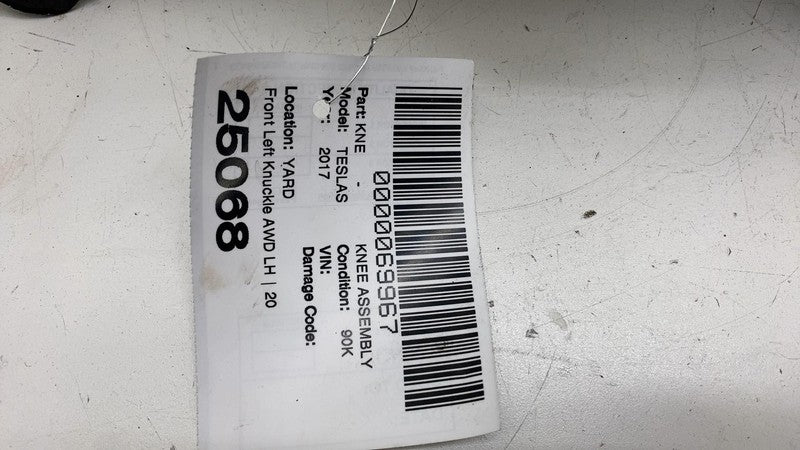 0000069967
Part: KNE - KNEE ASSEMBLY
Model: TESLAS Condition: 90K
Year: 2017 VIN:
Damage Code:
Location: YARD
Front Left Knuckle AWD LH | 20
25068